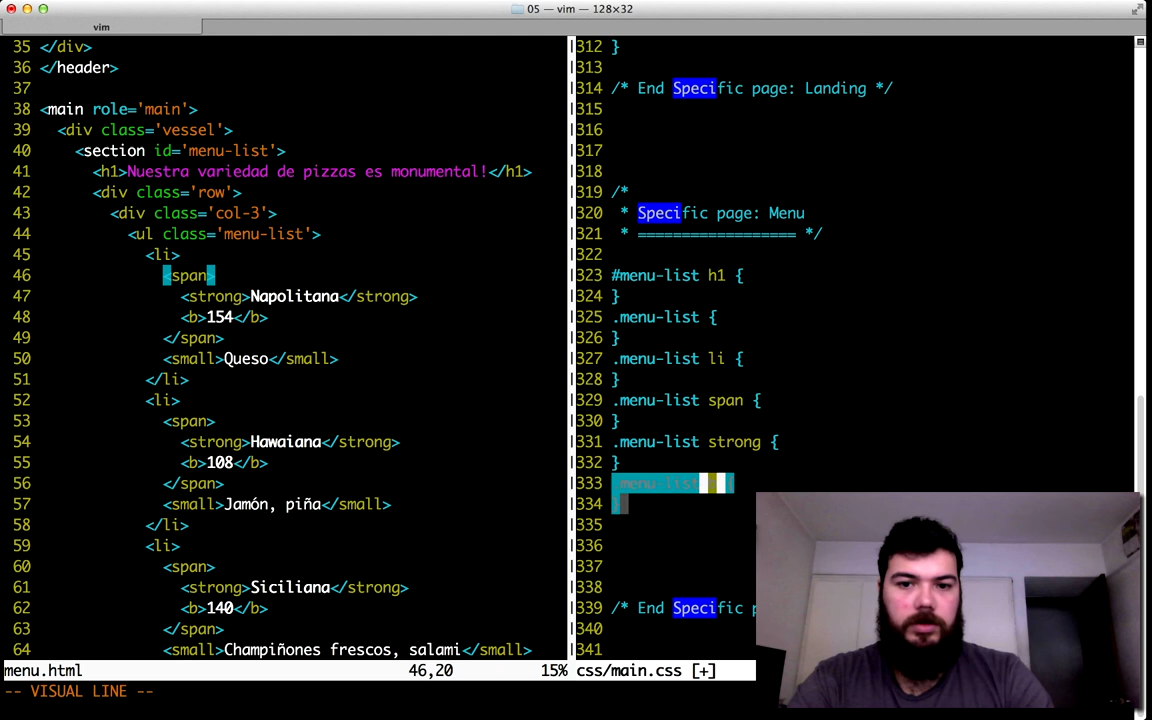 05 — vim — 128×32
vim
35 </div>
36 </header>
37
38 <main role='main'>
39 <div class='vessel'>
40 <section id='menu-list'>
41 <h1>Nuestra variedad de pizzas es monumental!</h1>
42 <div class='row'>
43 <div class='col-3'>
44 <ul class='menu-list'>
45 <li>
46 <span>
47 <strong>Napolitana</strong>
48 <b>154</b>
49 </span>
50 <small>Queso</small>
51 </li>
52 <li>
53 <span>
54 <strong>Hawaiana</strong>
55 <b>108</b>
56 </span>
57 <small>Jamón, piña</small>
58 </li>
59 <li>
60 <span>
61 <strong>Siciliana</strong>
62 <b>140</b>
63 </span>
64 <small>Champiñones frescos, salami</small>
menu.html 46,20 15%
-- VISUAL LINE --
312 }
313
314 /* End Specific page: Landing */
315
316
317
318
319 /*
320 * Specific page: Menu
321 * ================== */
322
323 #menu-list h1 {
324 }
325 .menu-list {
326 }
327 .menu-list li {
328 }
329 .menu-list span {
330 }
331 .menu-list strong {
332 }
333 .menu-list {
334 }
335
336
337
338
339 /* End Specific p
340
341
css/main.css [+]